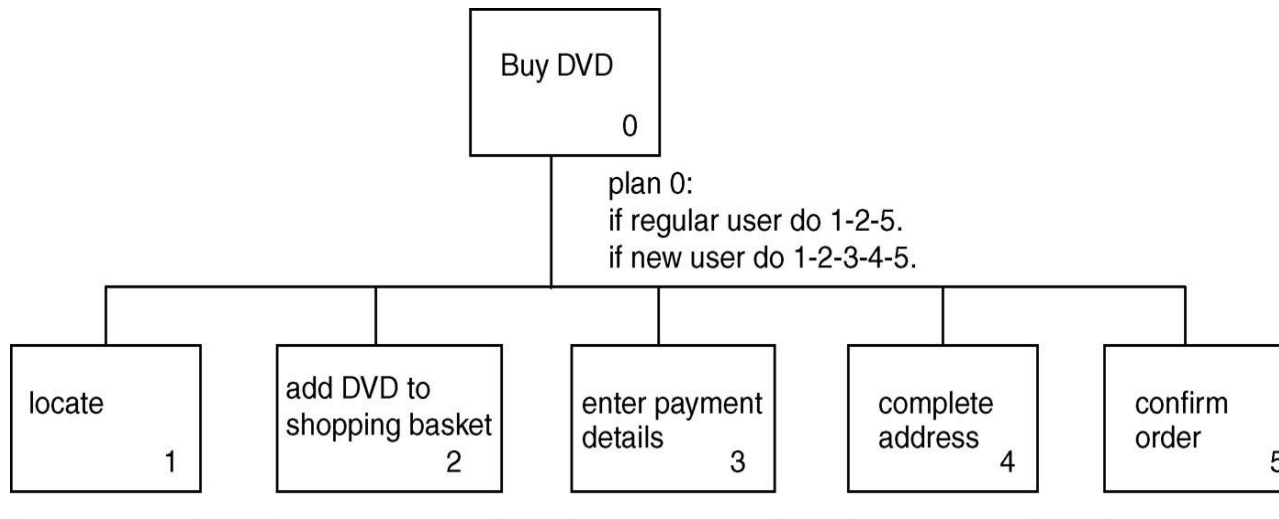 Buy DVD
0
plan 0:
if regular user do 1-2-5.
if new user do 1-2-3-4-5.
locate
1
add DVD to
shopping basket
2
enter payment
details
3
complete
address
4
confirm
order
5